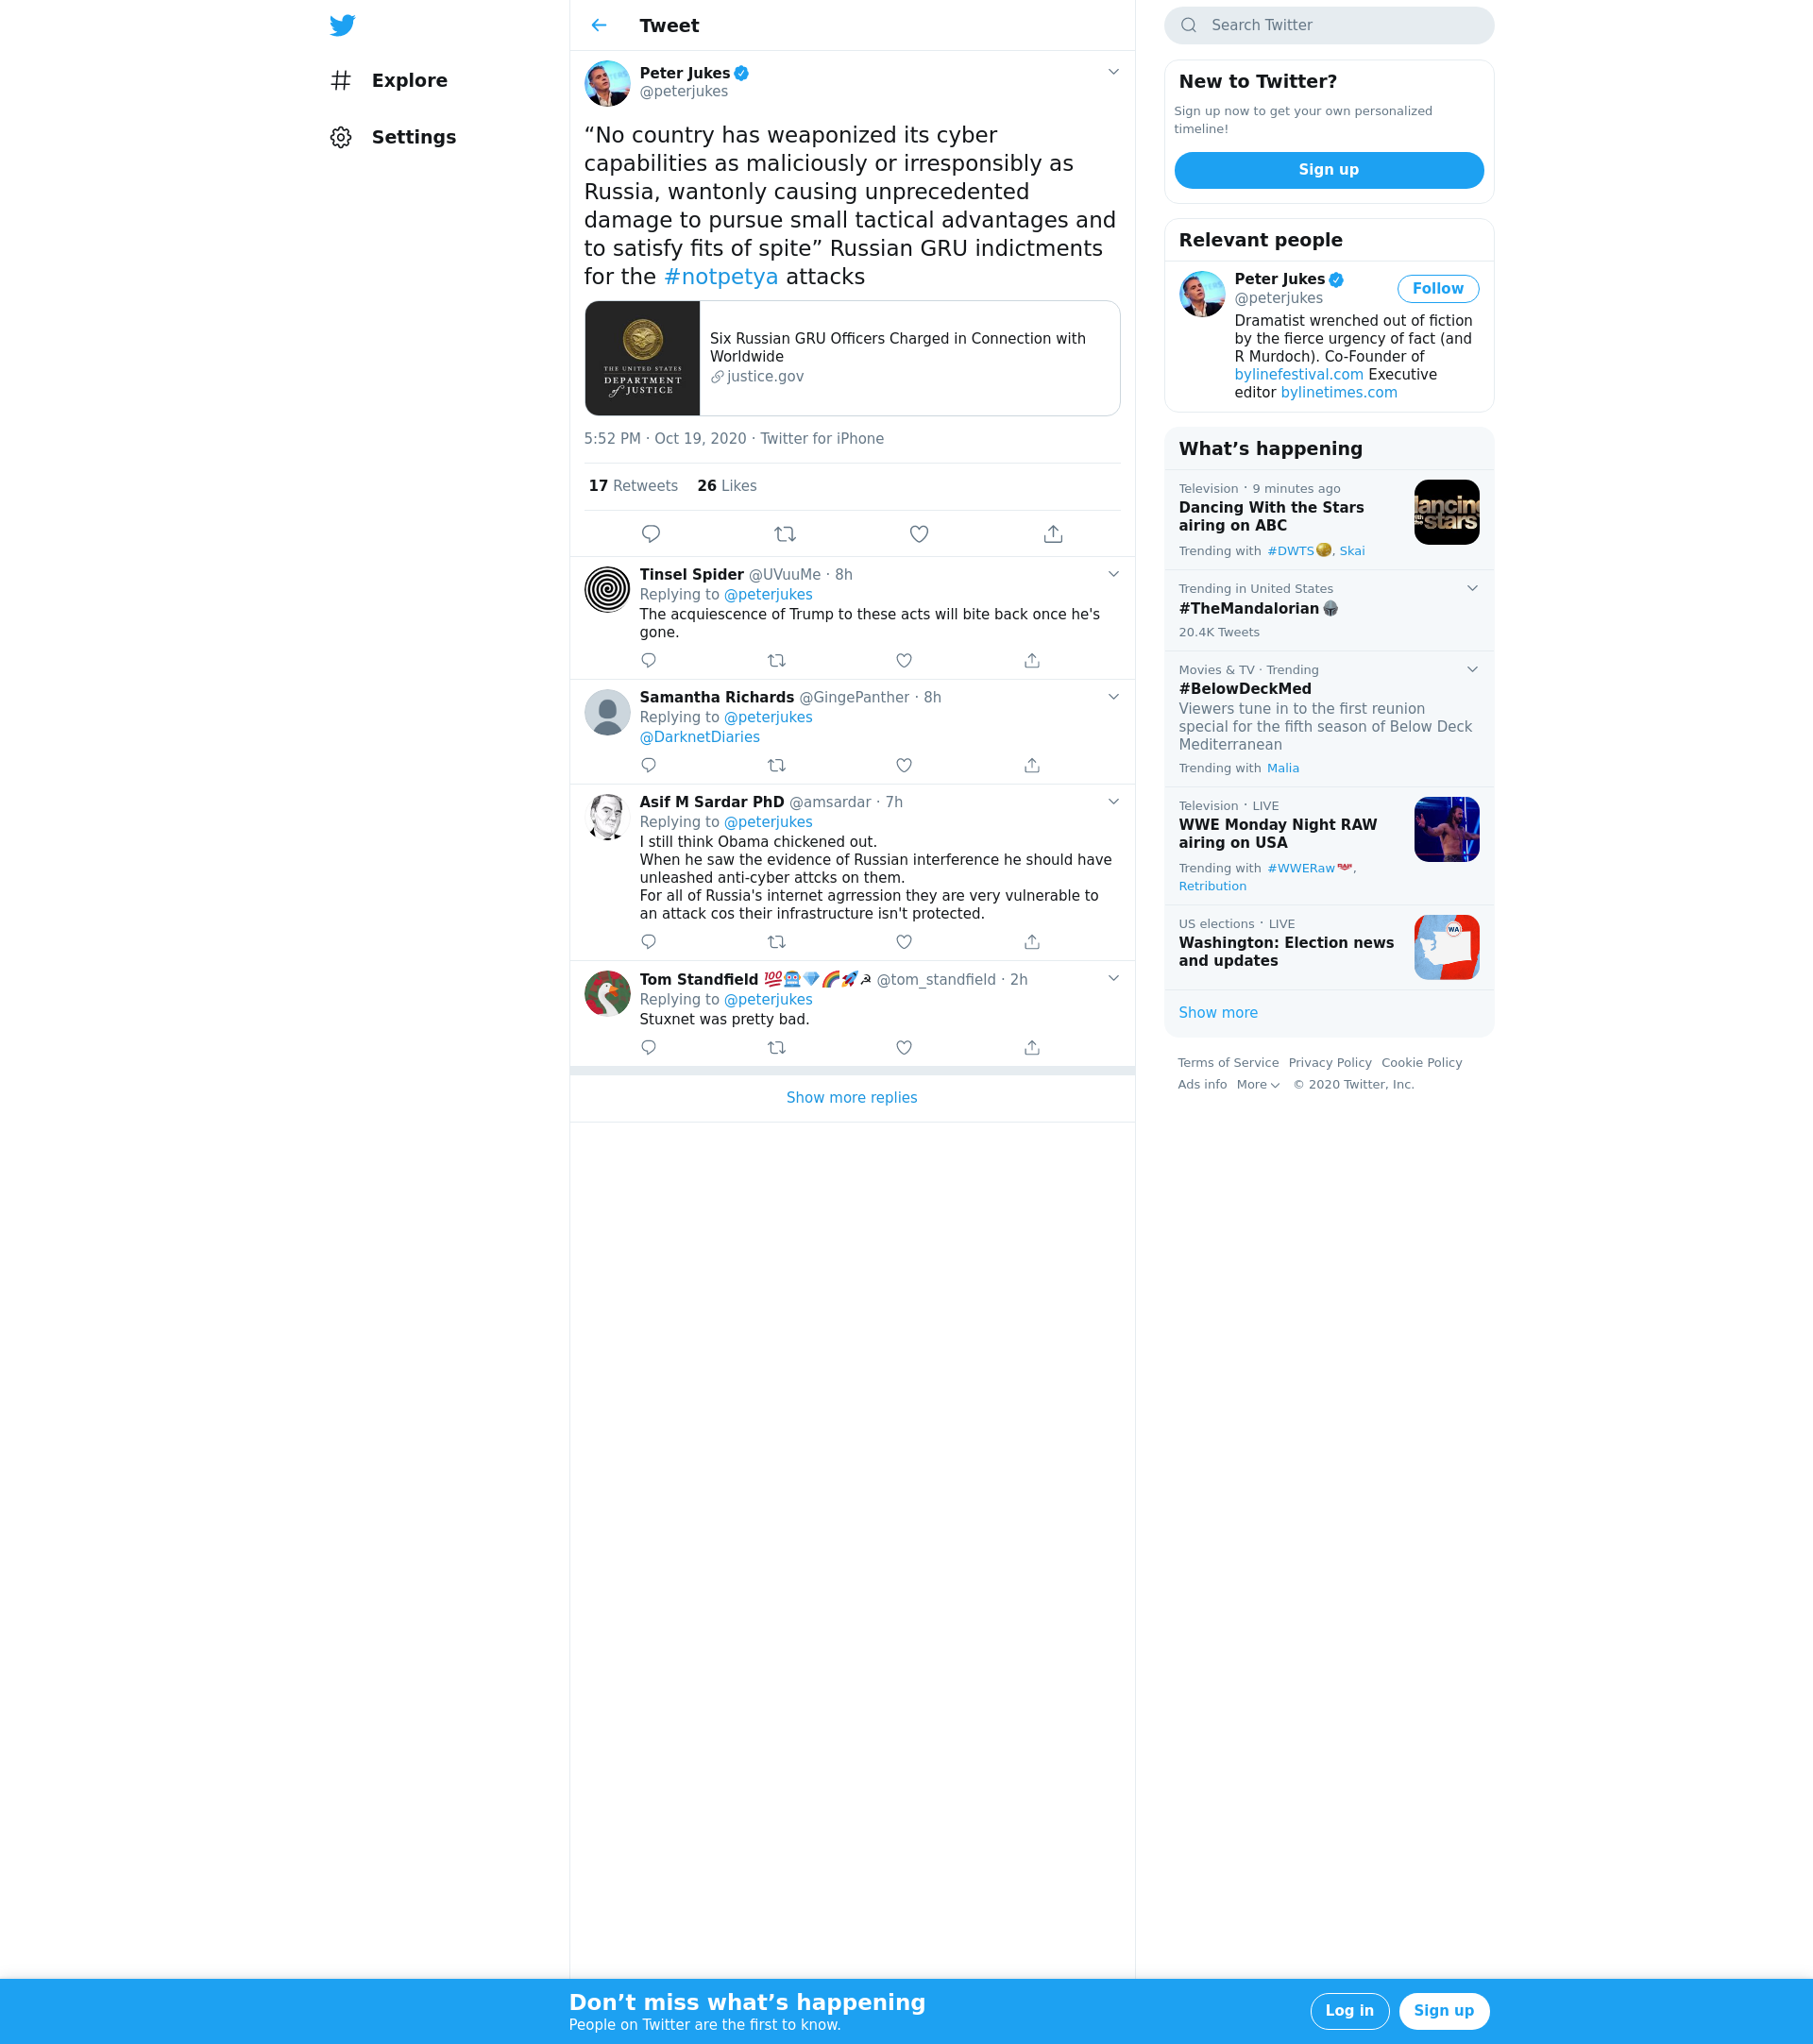 Explore
Settings
Tweet
Peter Jukes
@peterjukes
“No country has weaponized its cyber
capabilities as maliciously or irresponsibly as
Russia, wantonly causing unprecedented
damage to pursue small tactical advantages and
to satisfy fits of spite” Russian GRU indictments
for the #notpetya attacks
THE UNITED STATES
DEPARTMENT
of JUSTICE
Six Russian GRU Officers Charged in Connection with
Worldwide
justice.gov
5:52 PM · Oct 19, 2020 · Twitter for iPhone
17 Retweets 26 Likes
Tinsel Spider @UVuuMe · 8h
Replying to @peterjukes
The acquiescence of Trump to these acts will bite back once he's
gone.
Samantha Richards @GingePanther · 8h
Replying to @peterjukes
@DarknetDiaries
Asif M Sardar PhD @amsardar · 7h
Replying to @peterjukes
I still think Obama chickened out.
When he saw the evidence of Russian interference he should have
unleashed anti-cyber attcks on them.
For all of Russia's internet agrression they are very vulnerable to
an attack cos their infrastructure isn't protected.
Tom Standfield 💯👨‍🚀💎🌈🚀☭ @tom_standfield · 2h
Replying to @peterjukes
Stuxnet was pretty bad.
Show more replies
Search Twitter
New to Twitter?
Sign up now to get your own personalized
timeline!
Sign up
Relevant people
Peter Jukes
@peterjukes
Follow
Dramatist wrenched out of fiction
by the fierce urgency of fact (and
R Murdoch). Co-Founder of
bylinefestival.com Executive
editor bylinetimes.com
What’s happening
Television · 9 minutes ago
Dancing With the Stars
airing on ABC
Trending with #DWTS, Skai
dancing
with the
stars
Trending in United States
#TheMandalorian
20.4K Tweets
Movies & TV · Trending
#BelowDeckMed
Viewers tune in to the first reunion
special for the fifth season of Below Deck
Mediterranean
Trending with Malia
Television · LIVE
WWE Monday Night RAW
airing on USA
Trending with #WWERaw,
Retribution
US elections · LIVE
Washington: Election news
and updates
WA
Show more
Terms of Service Privacy Policy Cookie Policy
Ads info More © 2020 Twitter, Inc.
Don’t miss what’s happening
People on Twitter are the first to know.
Log in
Sign up